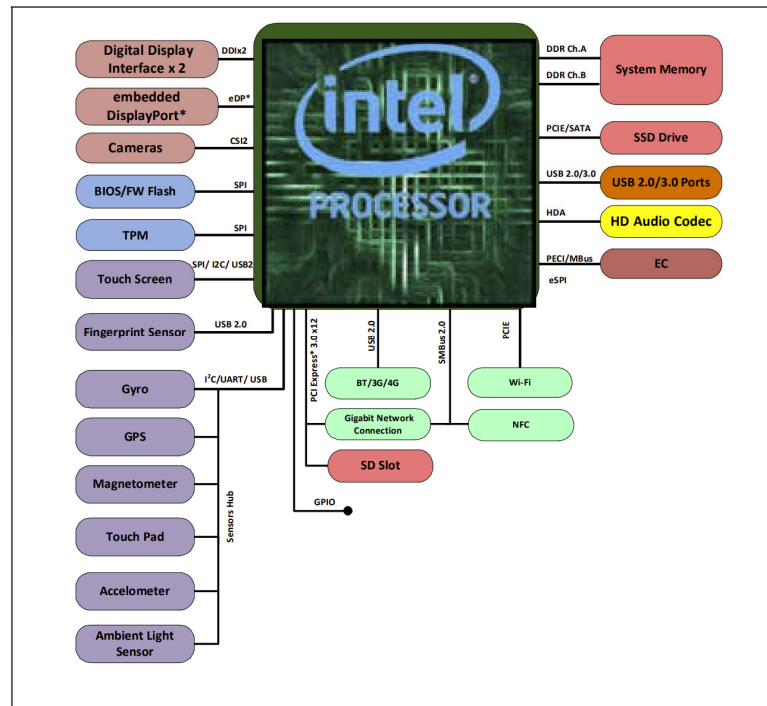 Digital Display
Interface x 2
DDIx2
embedded
DisplayPort*
eDP*
Cameras
CSI2
BIOS/FW Flash
SPI
TPM
SPI
Touch Screen
SPI/ I2C/ USB2
Fingerprint Sensor
USB 2.0
Gyro
I²C/UART/ USB
GPS
Magnetometer
Touch Pad
Accelometer
Ambient Light
Sensor
Sensors Hub
intel®
PROCESSOR
DDR Ch.A
DDR Ch.B
System Memory
PCIE/SATA
SSD Drive
USB 2.0/3.0
USB 2.0/3.0 Ports
HDA
HD Audio Codec
PECI/MBus
eSPI
EC
PCI Express* 3.0 x12
USB 2.0
SMBus 2.0
PCIE
BT/3G/4G
Wi-Fi
Gigabit Network
Connection
NFC
SD Slot
GPIO